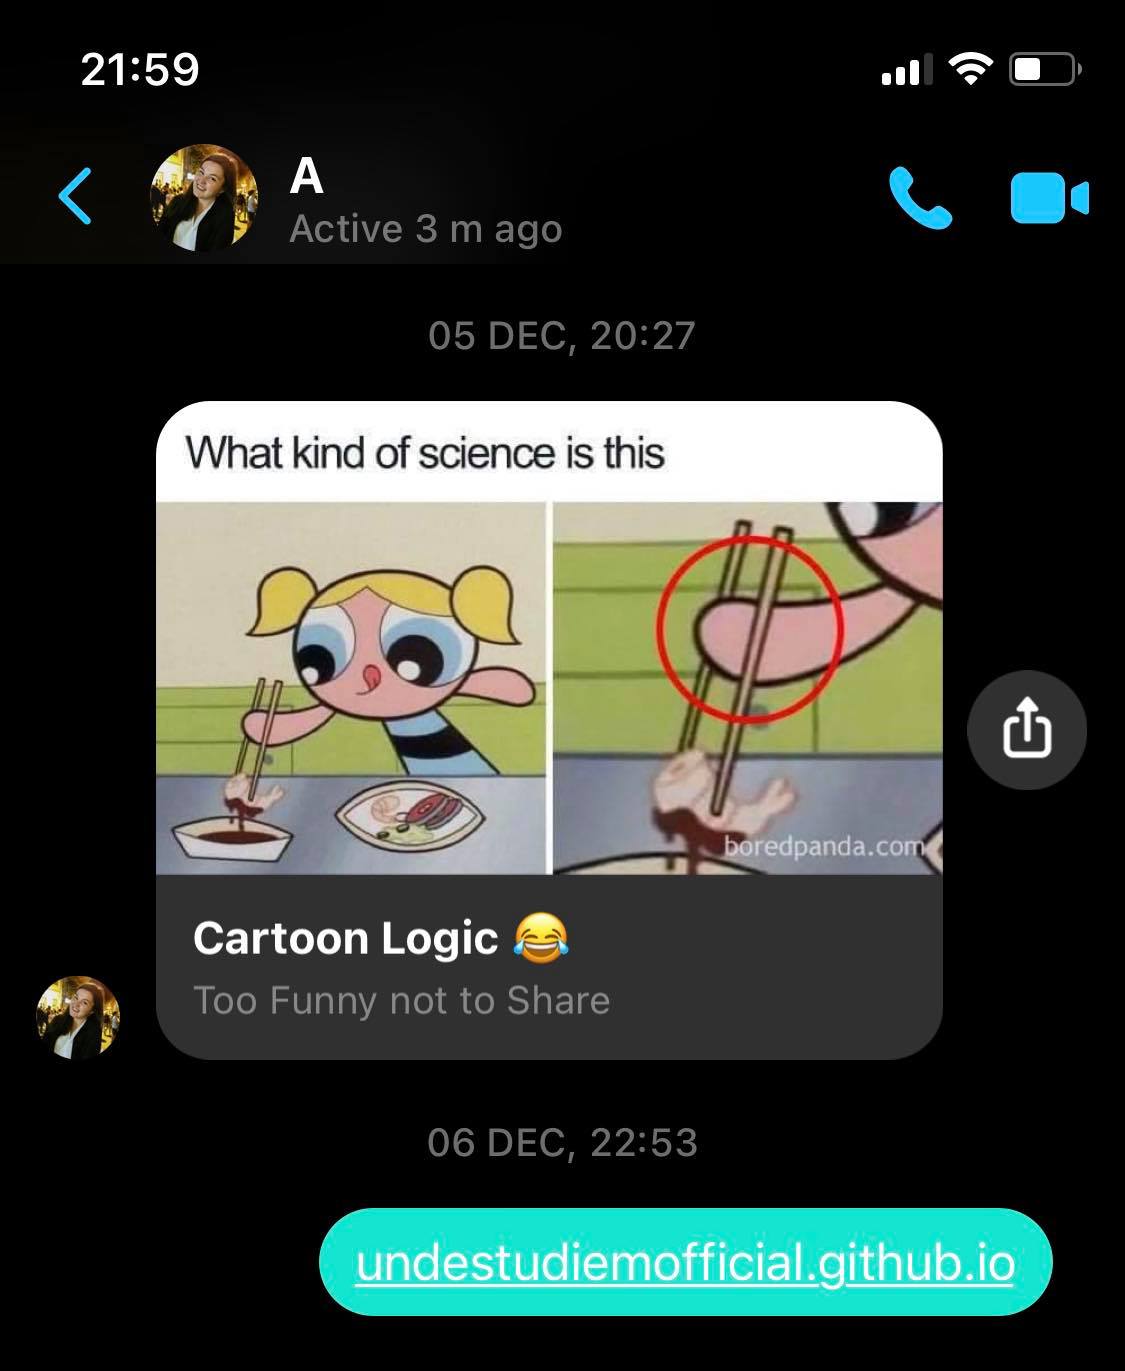 21:59
A
Active 3 m ago
05 DEC, 20:27
What kind of science is this
boredpanda.com
Cartoon Logic 😂
Too Funny not to Share
06 DEC, 22:53
undestudiemofficial.github.io